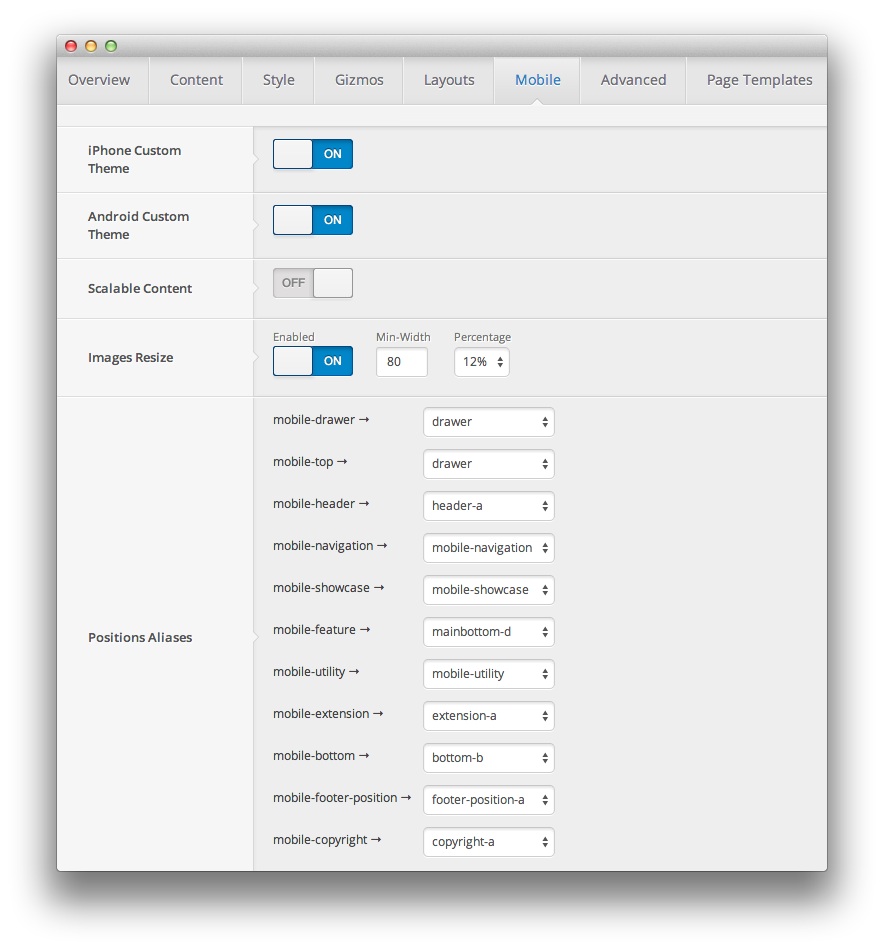 Overview Content Style Gizmos Layouts Mobile Advanced Page Templates
iPhone Custom
Theme
ON
Android Custom
Theme
ON
Scalable Content
OFF
Images Resize
Enabled Min-Width Percentage
ON 80 12%
Positions Aliases
mobile-drawer → drawer
mobile-top → drawer
mobile-header → header-a
mobile-navigation → mobile-navigation
mobile-showcase → mobile-showcase
mobile-feature → mainbottom-d
mobile-utility → mobile-utility
mobile-extension → extension-a
mobile-bottom → bottom-b
mobile-footer-position → footer-position-a
mobile-copyright → copyright-a